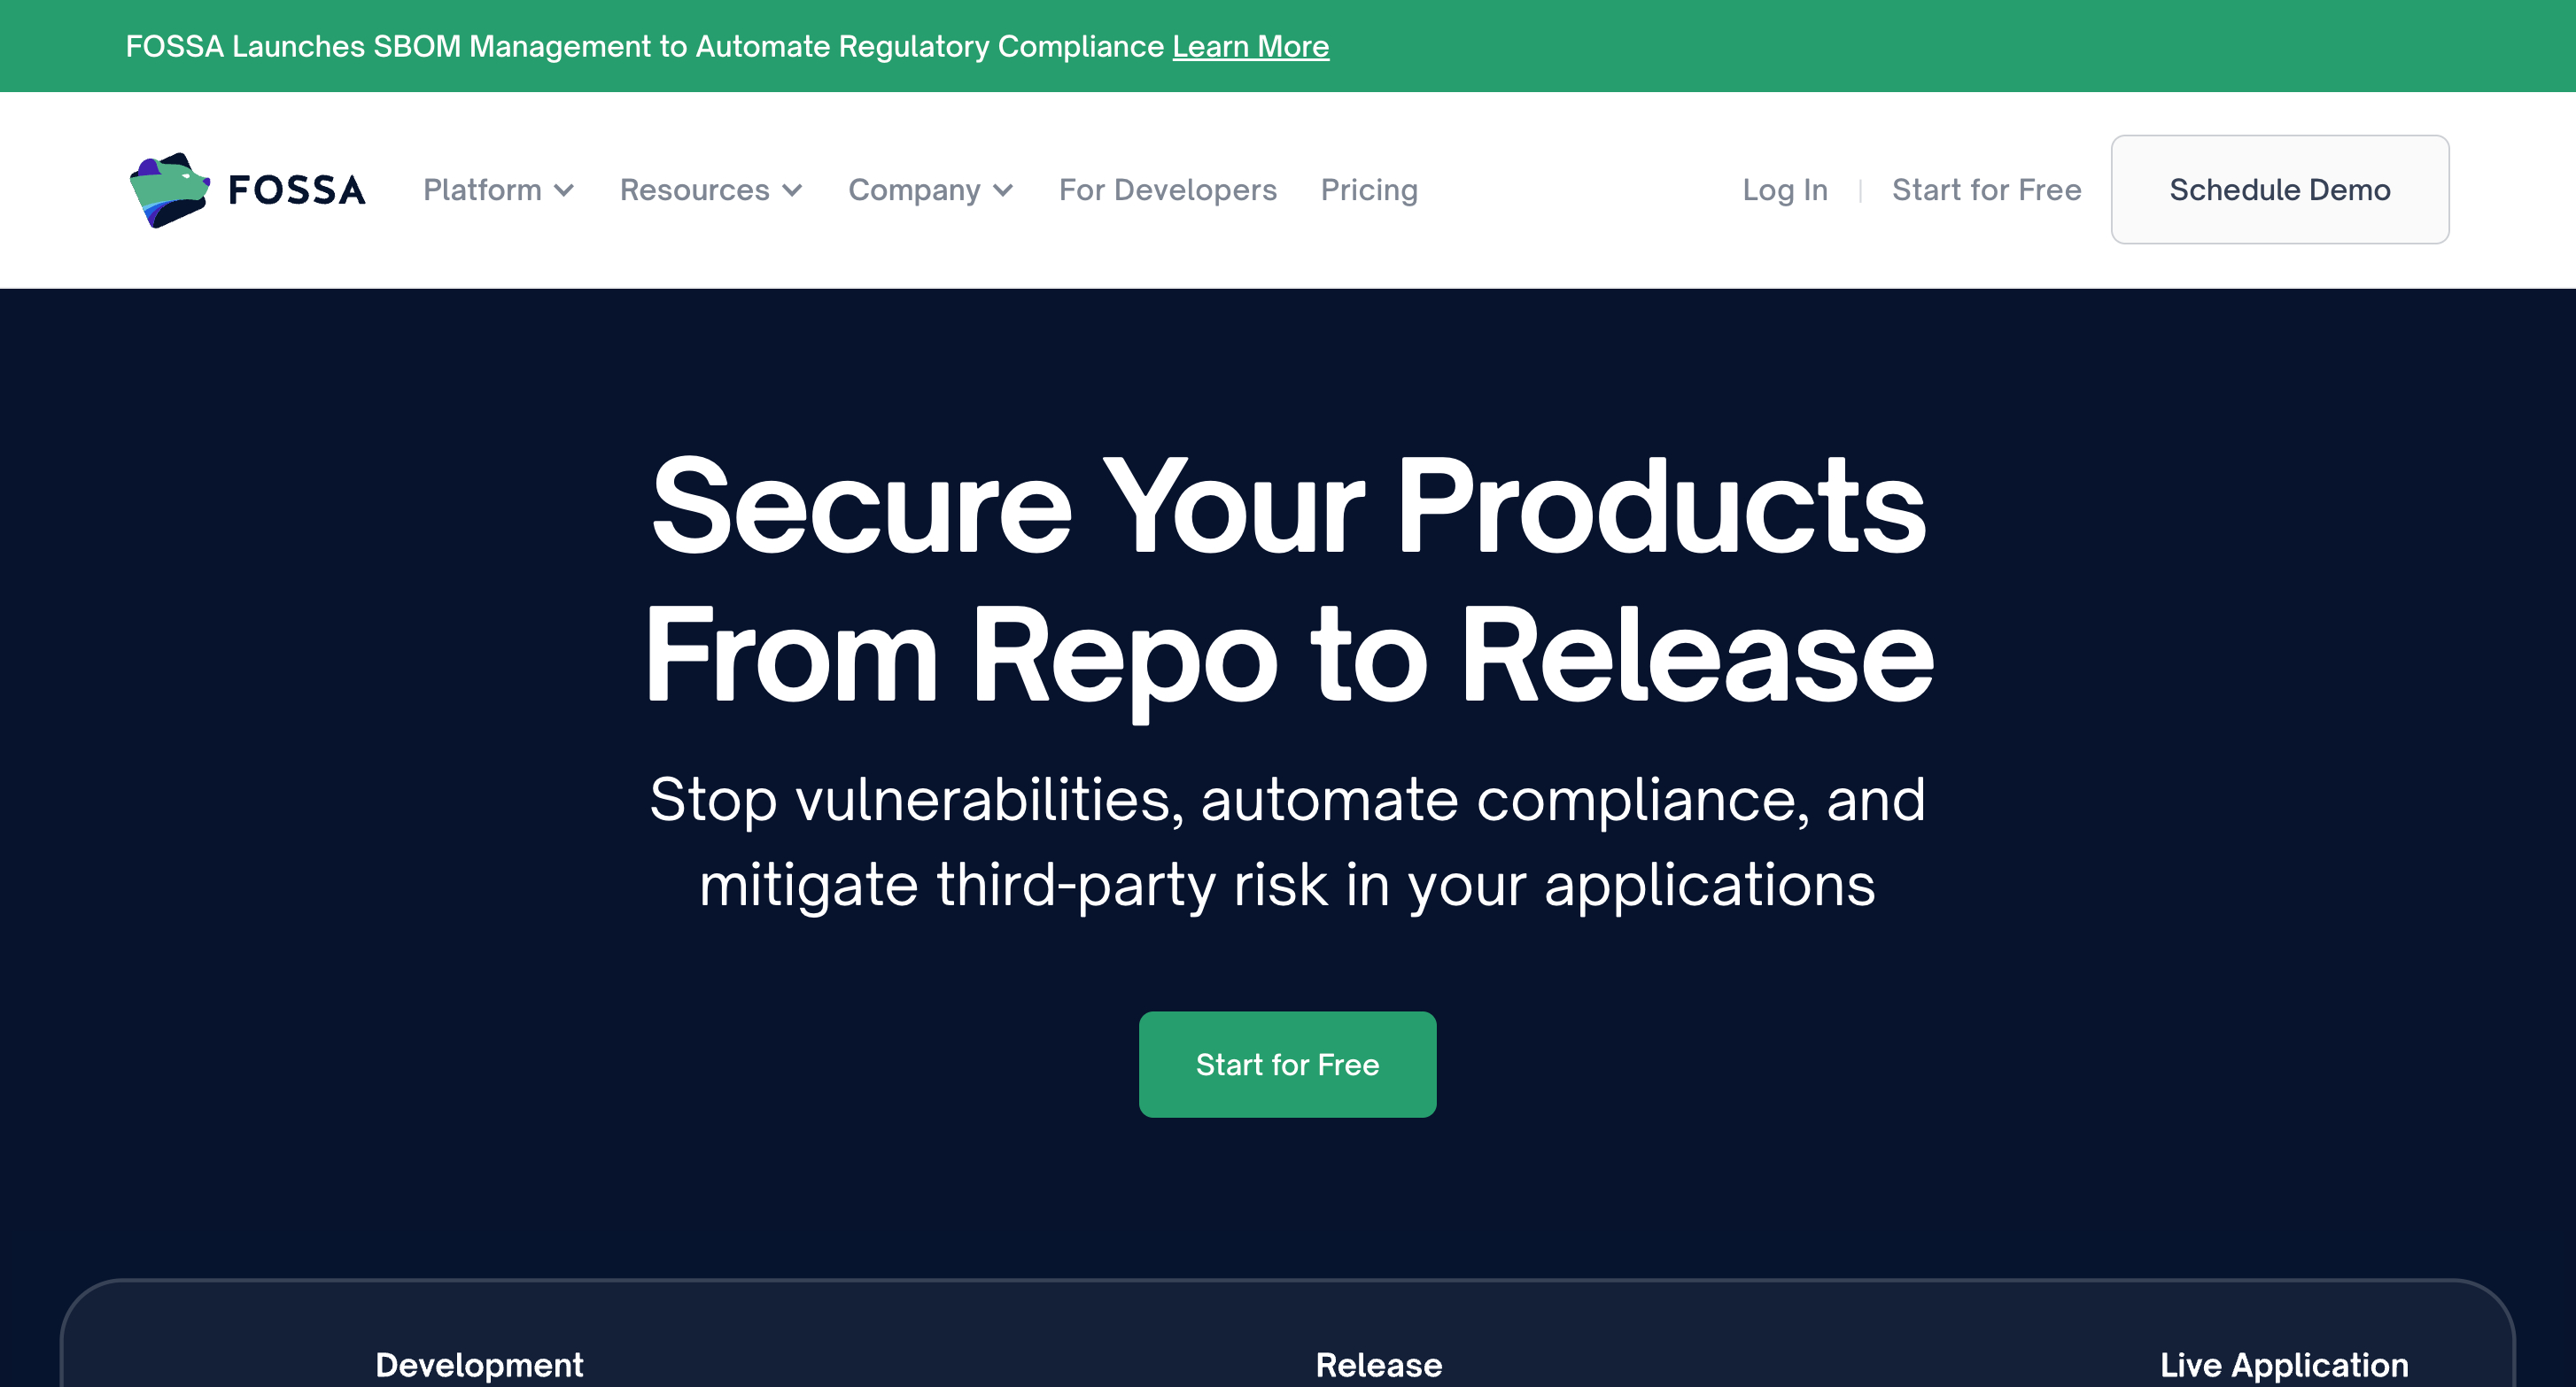 FOSSA Launches SBOM Management to Automate Regulatory Compliance Learn More
FOSSA Platform Resources Company For Developers Pricing Log In Start for Free Schedule Demo
Secure Your Products
From Repo to Release
Stop vulnerabilities, automate compliance, and
mitigate third-party risk in your applications
Start for Free
Development Release Live Application